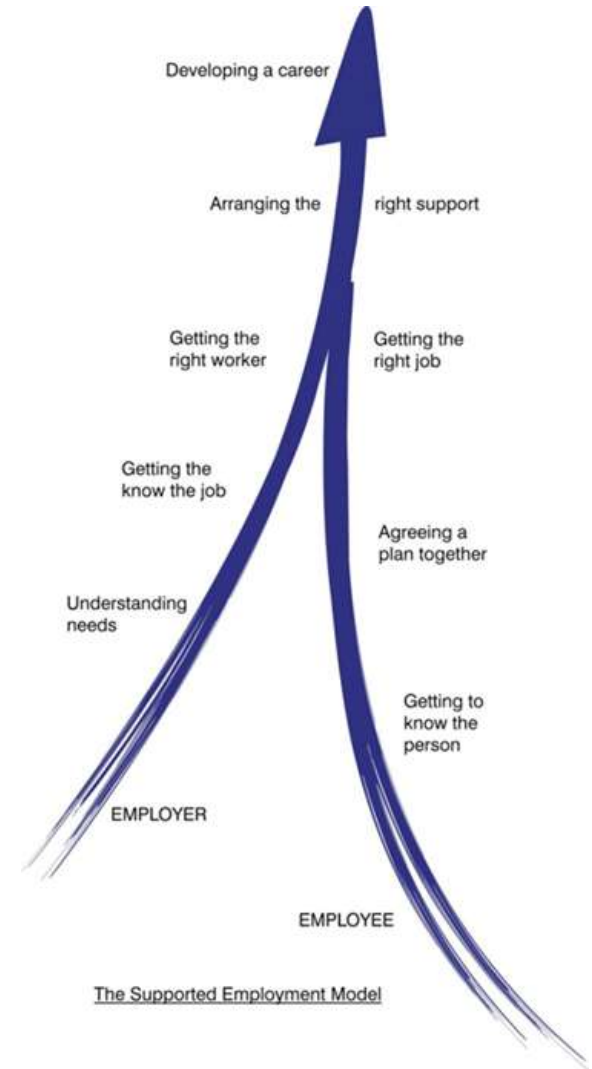 Developing a career
Arranging the right support
Getting the
right worker
Getting the
right job
Getting the
know the job
Agreeing a
plan together
Understanding
needs
Getting to
know the
person
EMPLOYER
EMPLOYEE
The Supported Employment Model